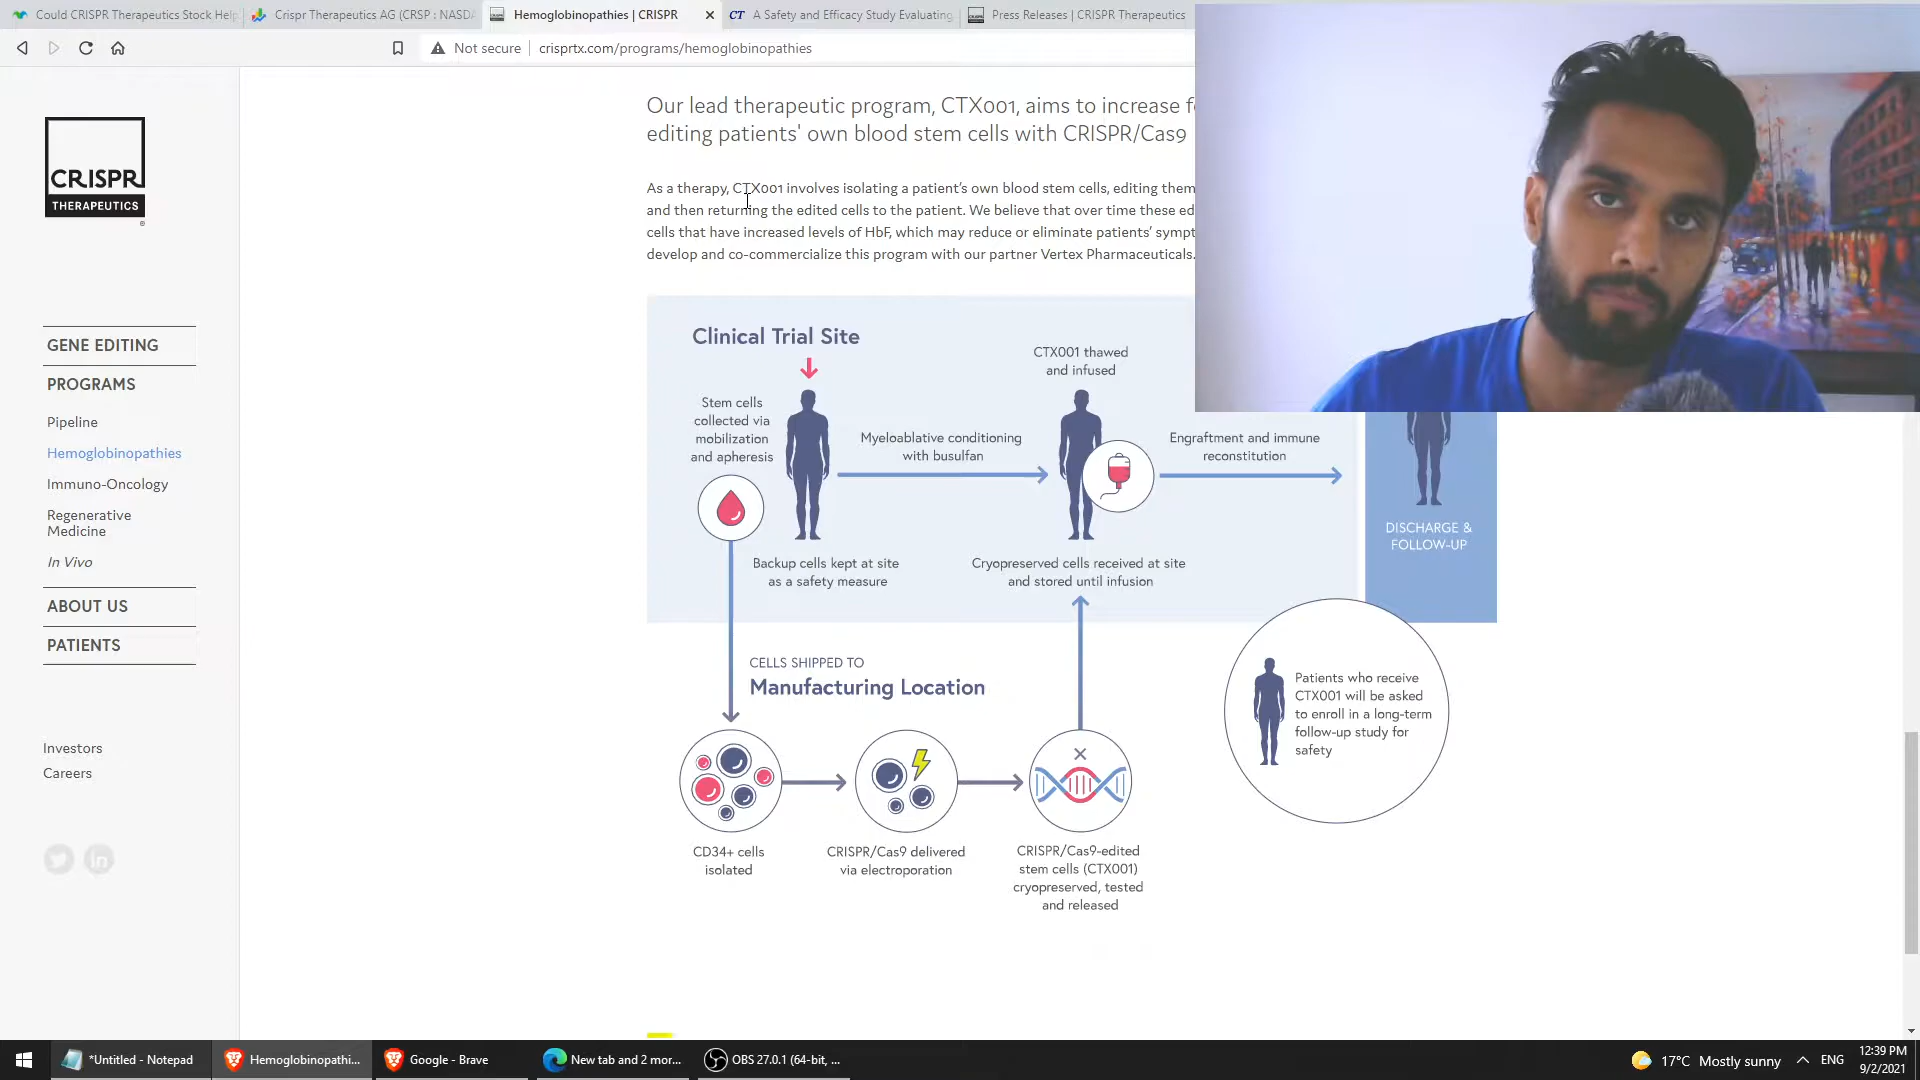 Could CRISPR Therapeutics Stock Help
Crispr Therapeutics AG (CRSP : NASDA
Hemoglobinopathies | CRISPR
CT A Safety and Efficacy Study Evaluating
Press Releases | CRISPR Therapeutics
Not secure crisprtx.com/programs/hemoglobinopathies
CRISPR
THERAPEUTICS
GENE EDITING
PROGRAMS
Pipeline
Hemoglobinopathies
Immuno-Oncology
Regenerative
Medicine
In Vivo
ABOUT US
PATIENTS
Investors
Careers
Our lead therapeutic program, CTX001, aims to increase
editing patients' own blood stem cells with CRISPR/Cas9
As a therapy, CTX001 involves isolating a patient's own blood stem cells, editing them
and then returning the edited cells to the patient. We believe that over time these ed
cells that have increased levels of HbF, which may reduce or eliminate patients' sympt
develop and co-commercialize this program with our partner Vertex Pharmaceuticals.
Clinical Trial Site
Stem cells
collected via
mobilization
and apheresis
Myeloablative conditioning
with busulfan
CTX001 thawed
and infused
Engraftment and immune
reconstitution
DISCHARGE &
FOLLOW-UP
Backup cells kept at site
as a safety measure
Cryopreserved cells received at site
and stored until infusion
CELLS SHIPPED TO
Manufacturing Location
Patients who receive
CTX001 will be asked
to enroll in a long-term
follow-up study for
safety
CD34+ cells
isolated
CRISPR/Cas9 delivered
via electroporation
CRISPR/Cas9-edited
stem cells (CTX001)
cryopreserved, tested
and released
*Untitled - Notepad
Hemoglobinopathi...
Google - Brave
New tab and 2 mor...
OBS 27.0.1 (64-bit, ...
17°C Mostly sunny
ENG
12:39 PM
9/2/2021